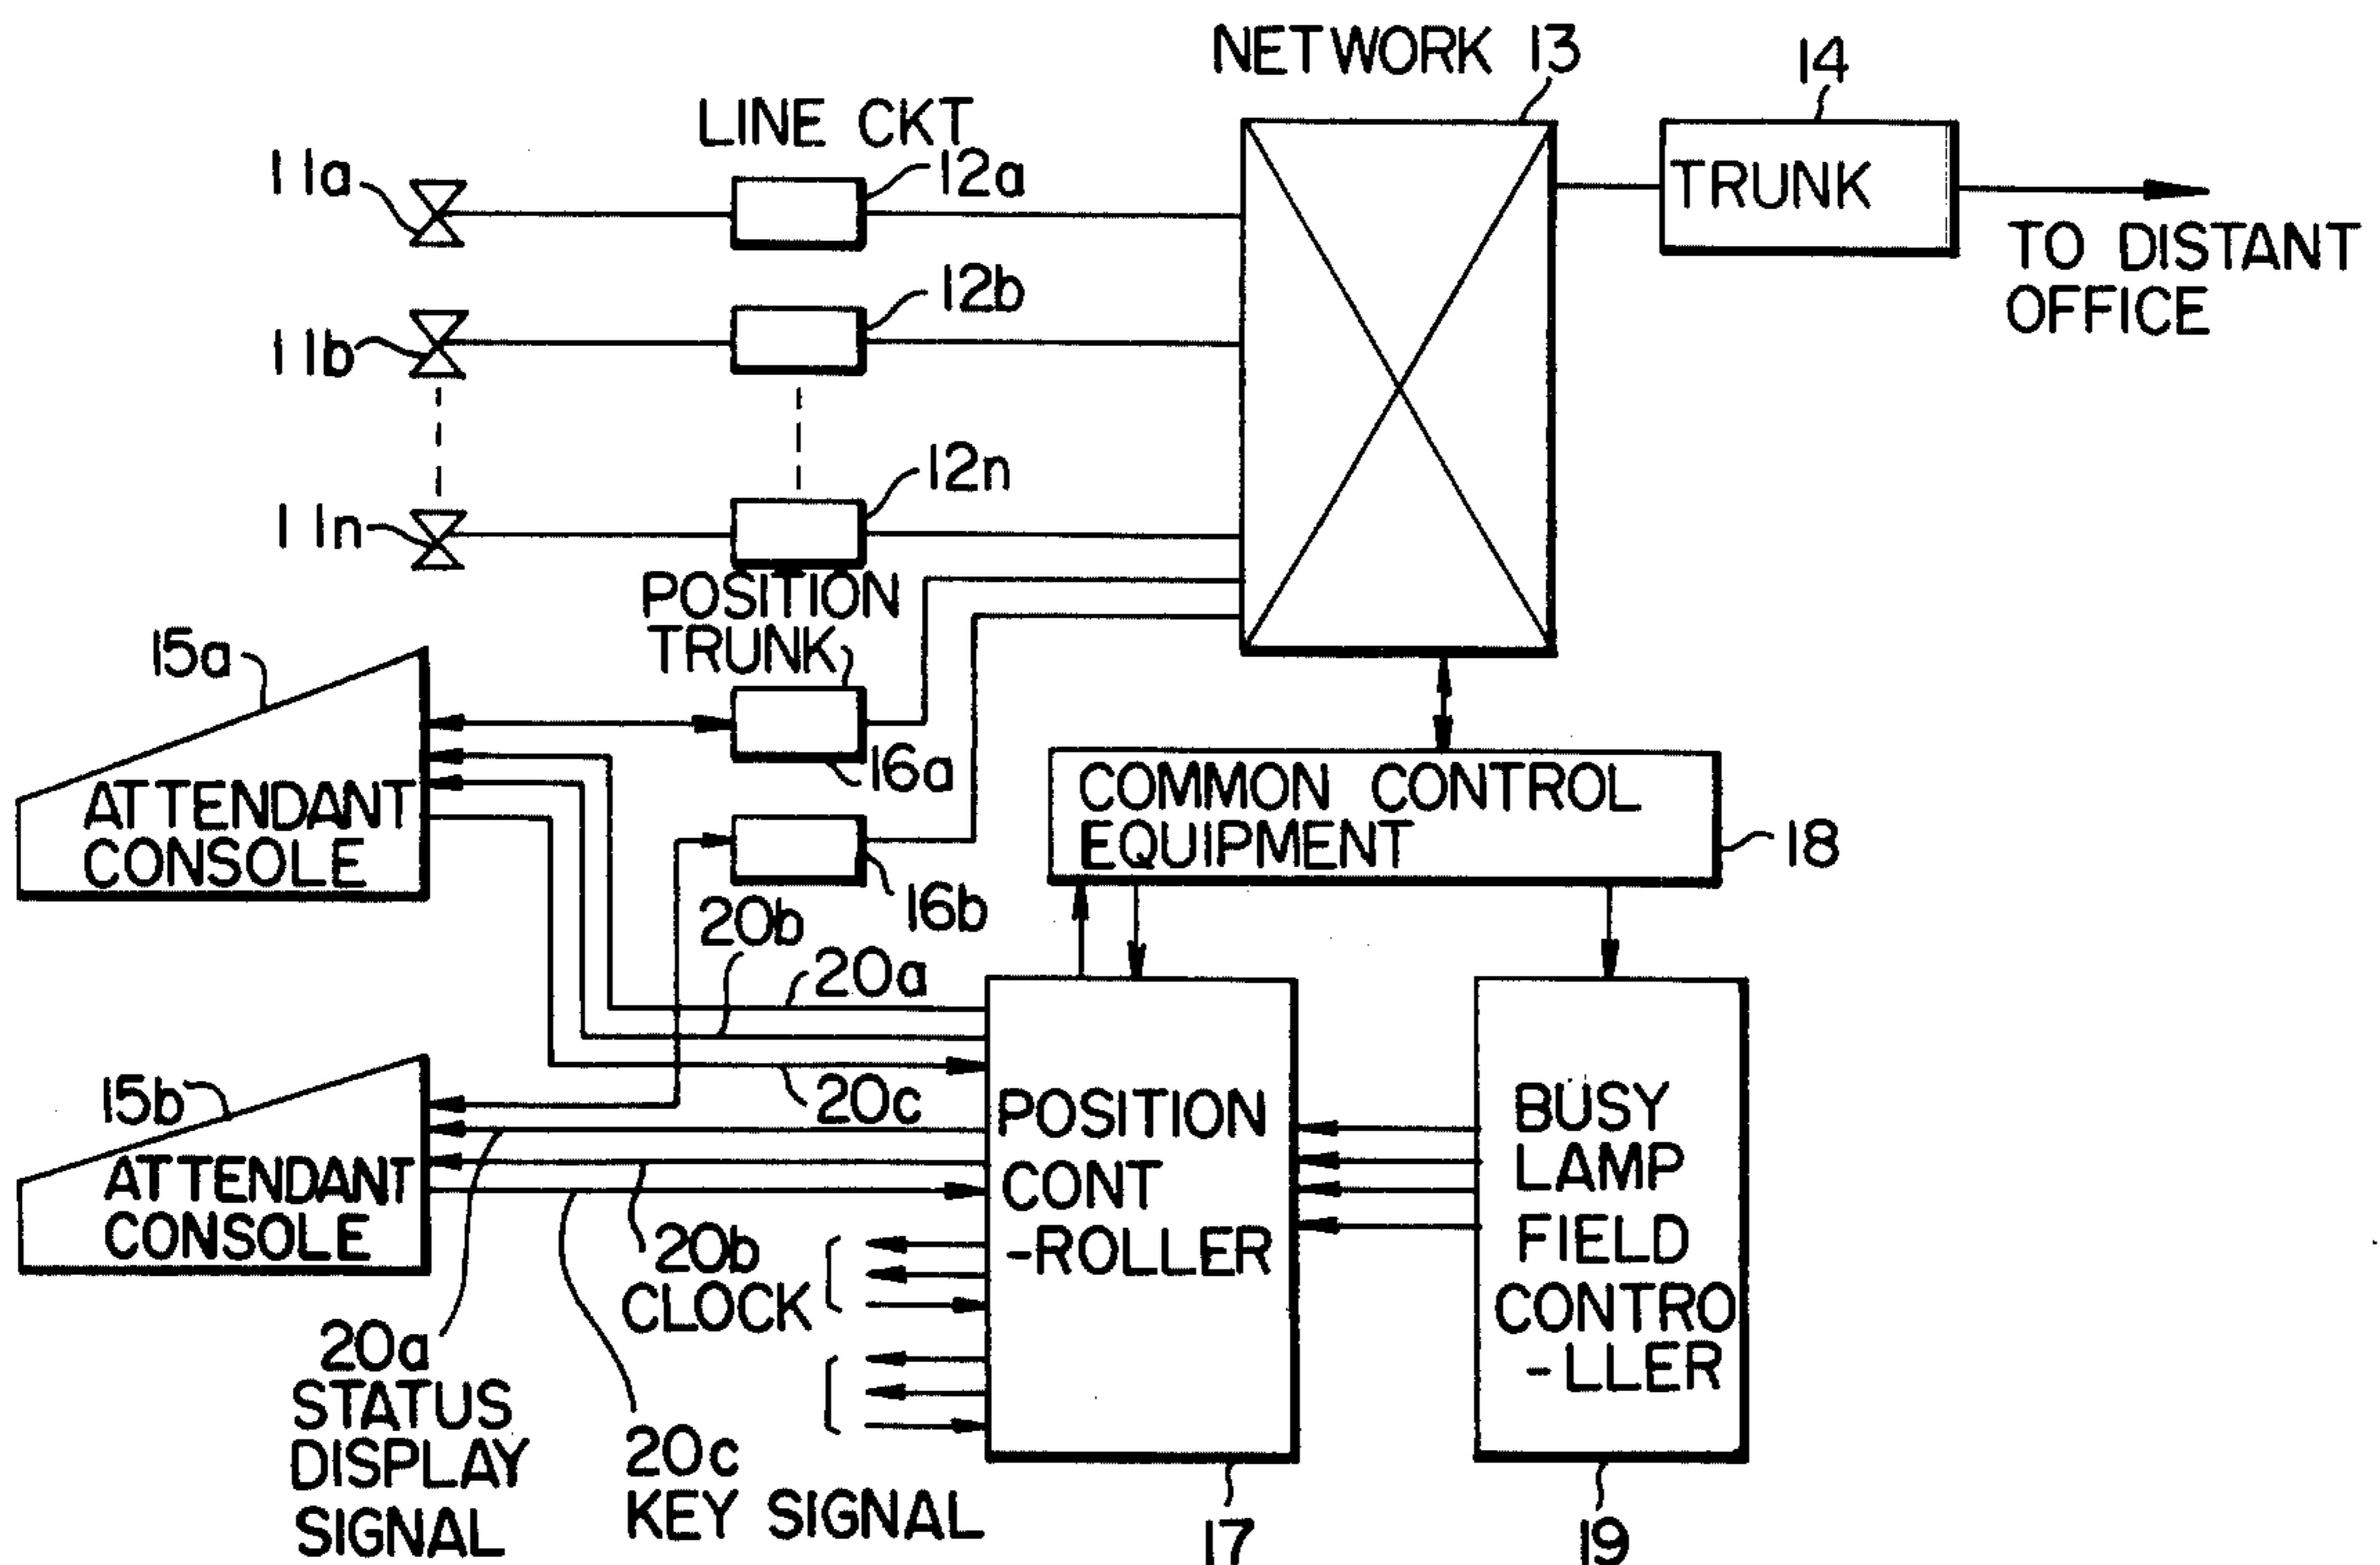 NETWORK 13
14
LINE CKT
11a
12a
TRUNK
TO DISTANT
OFFICE
11b
12b
11n
12n
POSITION
TRUNK
15a
16a
ATTENDANT
CONSOLE
COMMON CONTROL
EQUIPMENT
18
16b
20b
20a
20c
15b
ATTENDANT
CONSOLE
POSITION
CONT
-ROLLER
BUSY
LAMP
FIELD
CONTRO
-LLER
20b
CLOCK
20a
STATUS
DISPLAY
SIGNAL
20c
KEY SIGNAL
17
19